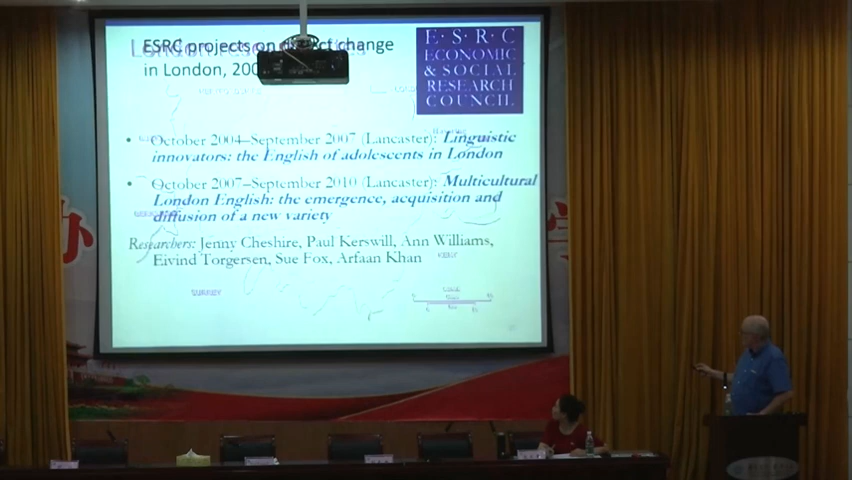 ESRC projects on change
in London,
E·S·R·C
ECONOMIC
& SOCIAL
RESEARCH
COUNCIL
• October 2004–September 2007 (Lancaster): Linguistic
innovators: the English of adolescents in London
• October 2007–September 2010 (Lancaster): Multicultural
London English: the emergence, acquisition and
diffusion of a new variety
Researchers: Jenny Cheshire, Paul Kerswill, Ann Williams,
Eivind Torgersen, Sue Fox, Arfaan Khan
KENT
SURREY